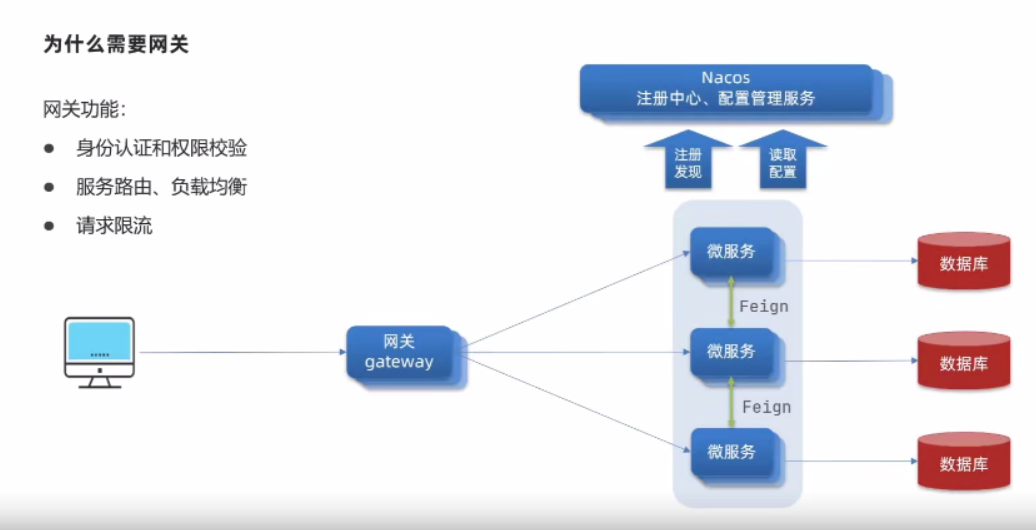 为什么需要网关
网关功能：
身份认证和权限校验
服务路由、负载均衡
请求限流
Nacos
注册中心、配置管理服务
注册
发现
读取
配置
微服务
数据库
Feign
网关
gateway
微服务
数据库
Feign
微服务
数据库